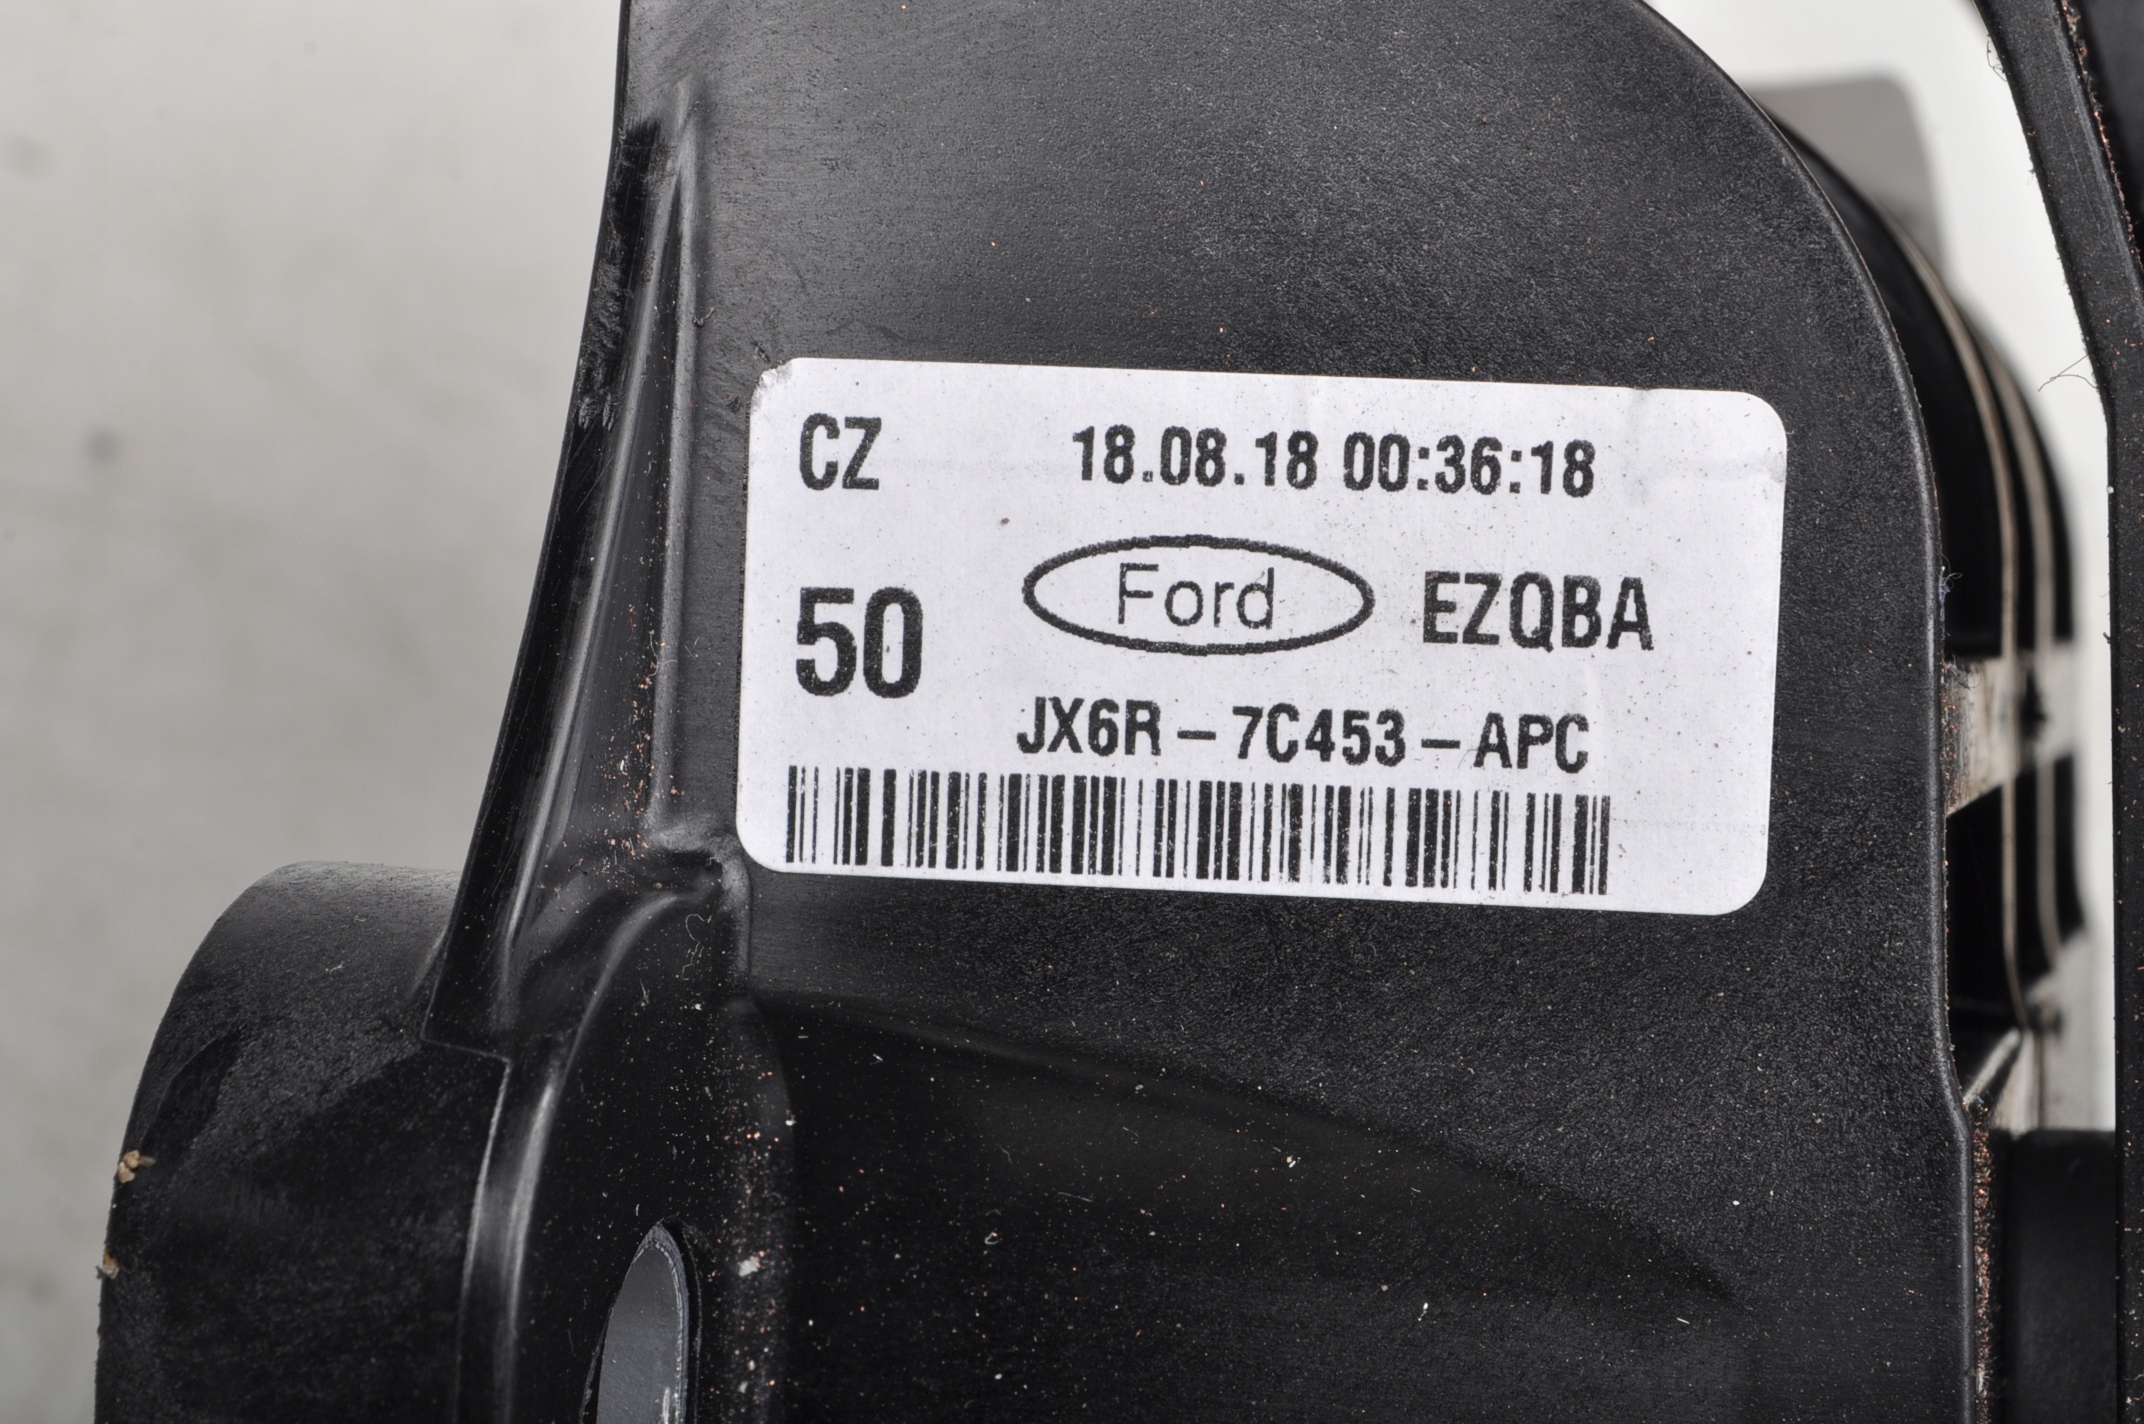 CZ 18.08.18 00:36:18
50 Ford EZQBA
JX6R-7C453-APC